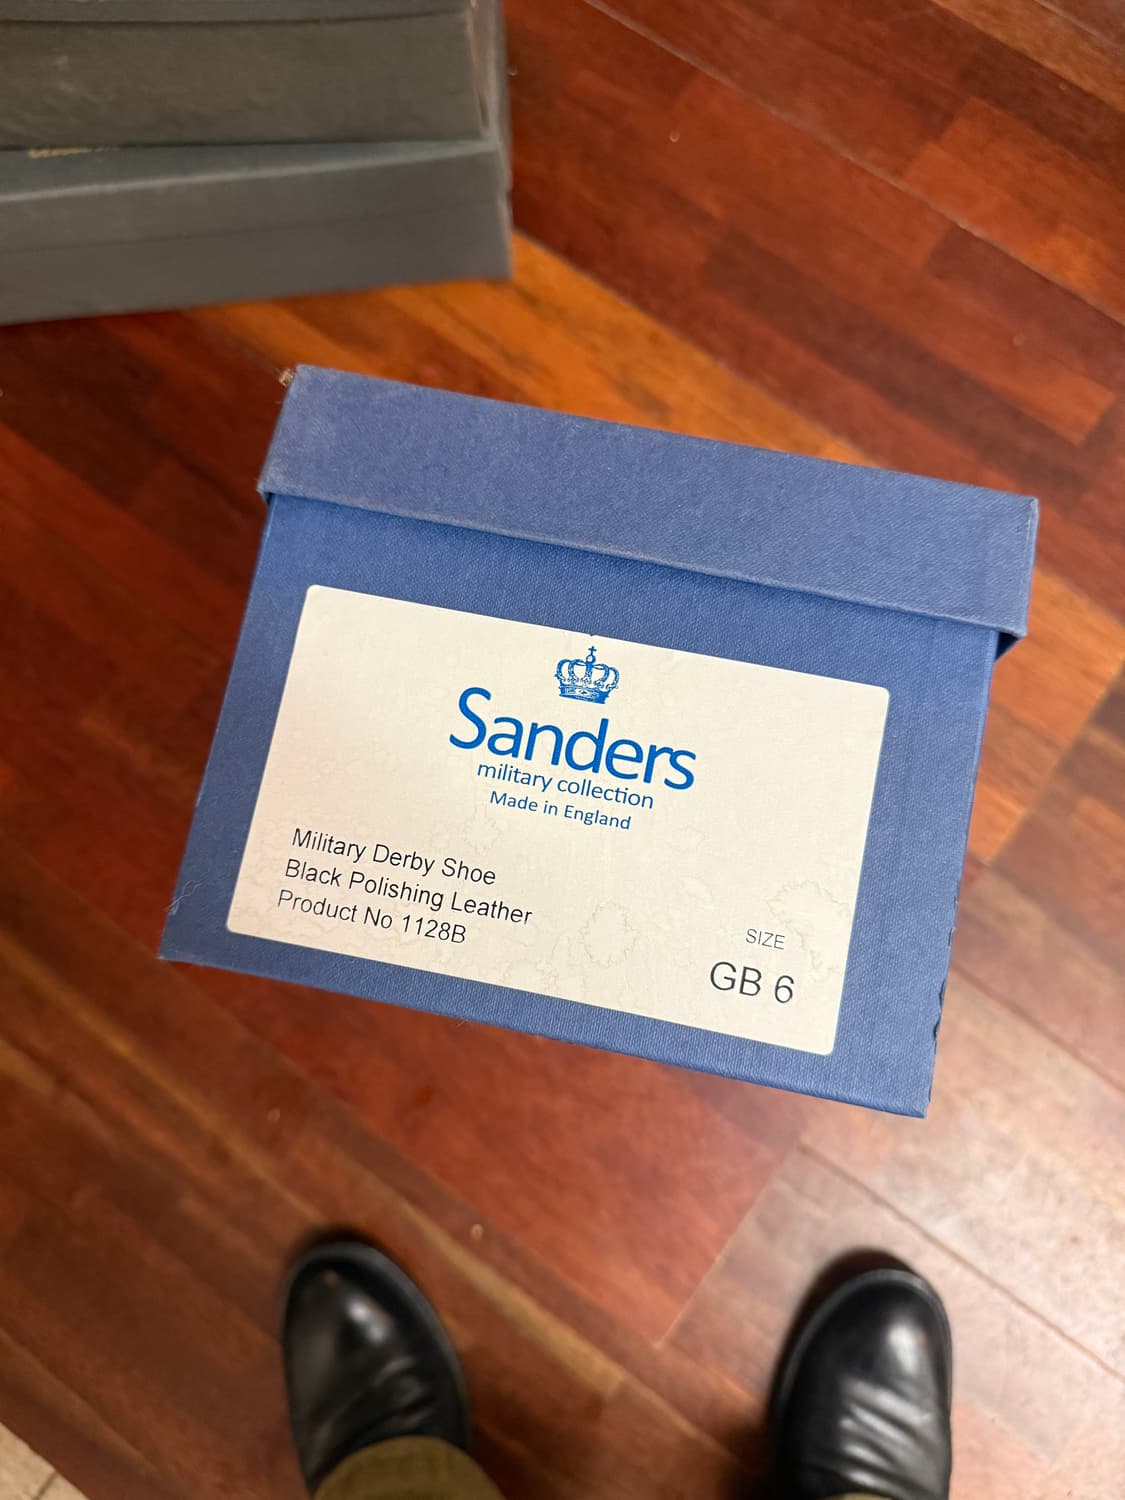 Sanders
military collection
Made in England
Military Derby Shoe
Black Polishing Leather
Product No 1128B
SIZE
GB 6